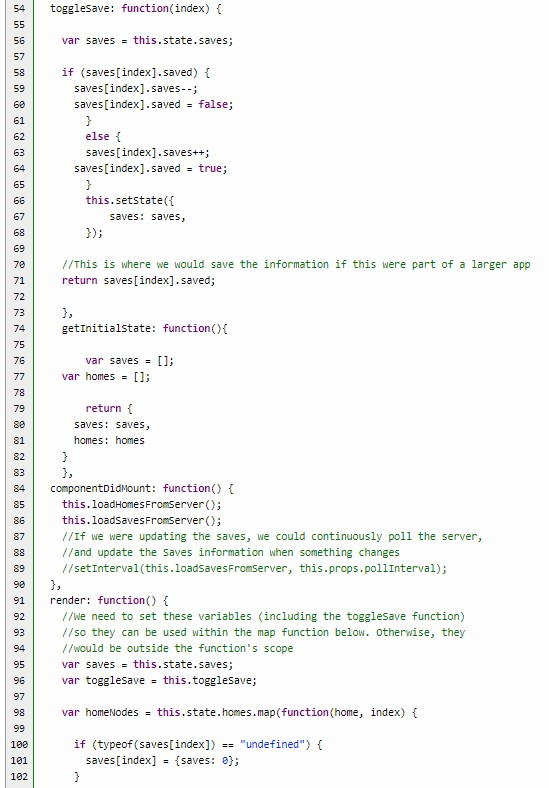 54 toggleSave: function(index) {
55
56 var saves = this.state.saves;
57
58 if (saves[index].saved) {
59 saves[index].saves--;
60 saves[index].saved = false;
61 }
62 else {
63 saves[index].saves++;
64 saves[index].saved = true;
65 }
66 this.setState({
67 saves: saves,
68 });
69
70 //This is where we would save the information if this were part of a larger app
71 return saves[index].saved;
72
73 },
74 getInitialState: function(){
75
76 var saves = [];
77 var homes = [];
78
79 return {
80 saves: saves,
81 homes: homes
82 }
83 },
84 componentDidMount: function() {
85 this.loadHomesFromServer();
86 this.loadSavesFromServer();
87 //If we were updating the saves, we could continuously poll the server,
88 //and update the Saves information when something changes
89 //setInterval(this.loadSavesFromServer, this.props.pollInterval);
90 },
91 render: function() {
92 //We need to set these variables (including the toggleSave function)
93 //so they can be used within the map function below. Otherwise, they
94 //would be outside the function's scope
95 var saves = this.state.saves;
96 var toggleSave = this.toggleSave;
97
98 var homeNodes = this.state.homes.map(function(home, index) {
99
100 if (typeof(saves[index]) == "undefined") {
101 saves[index] = {saves: 0};
102 }